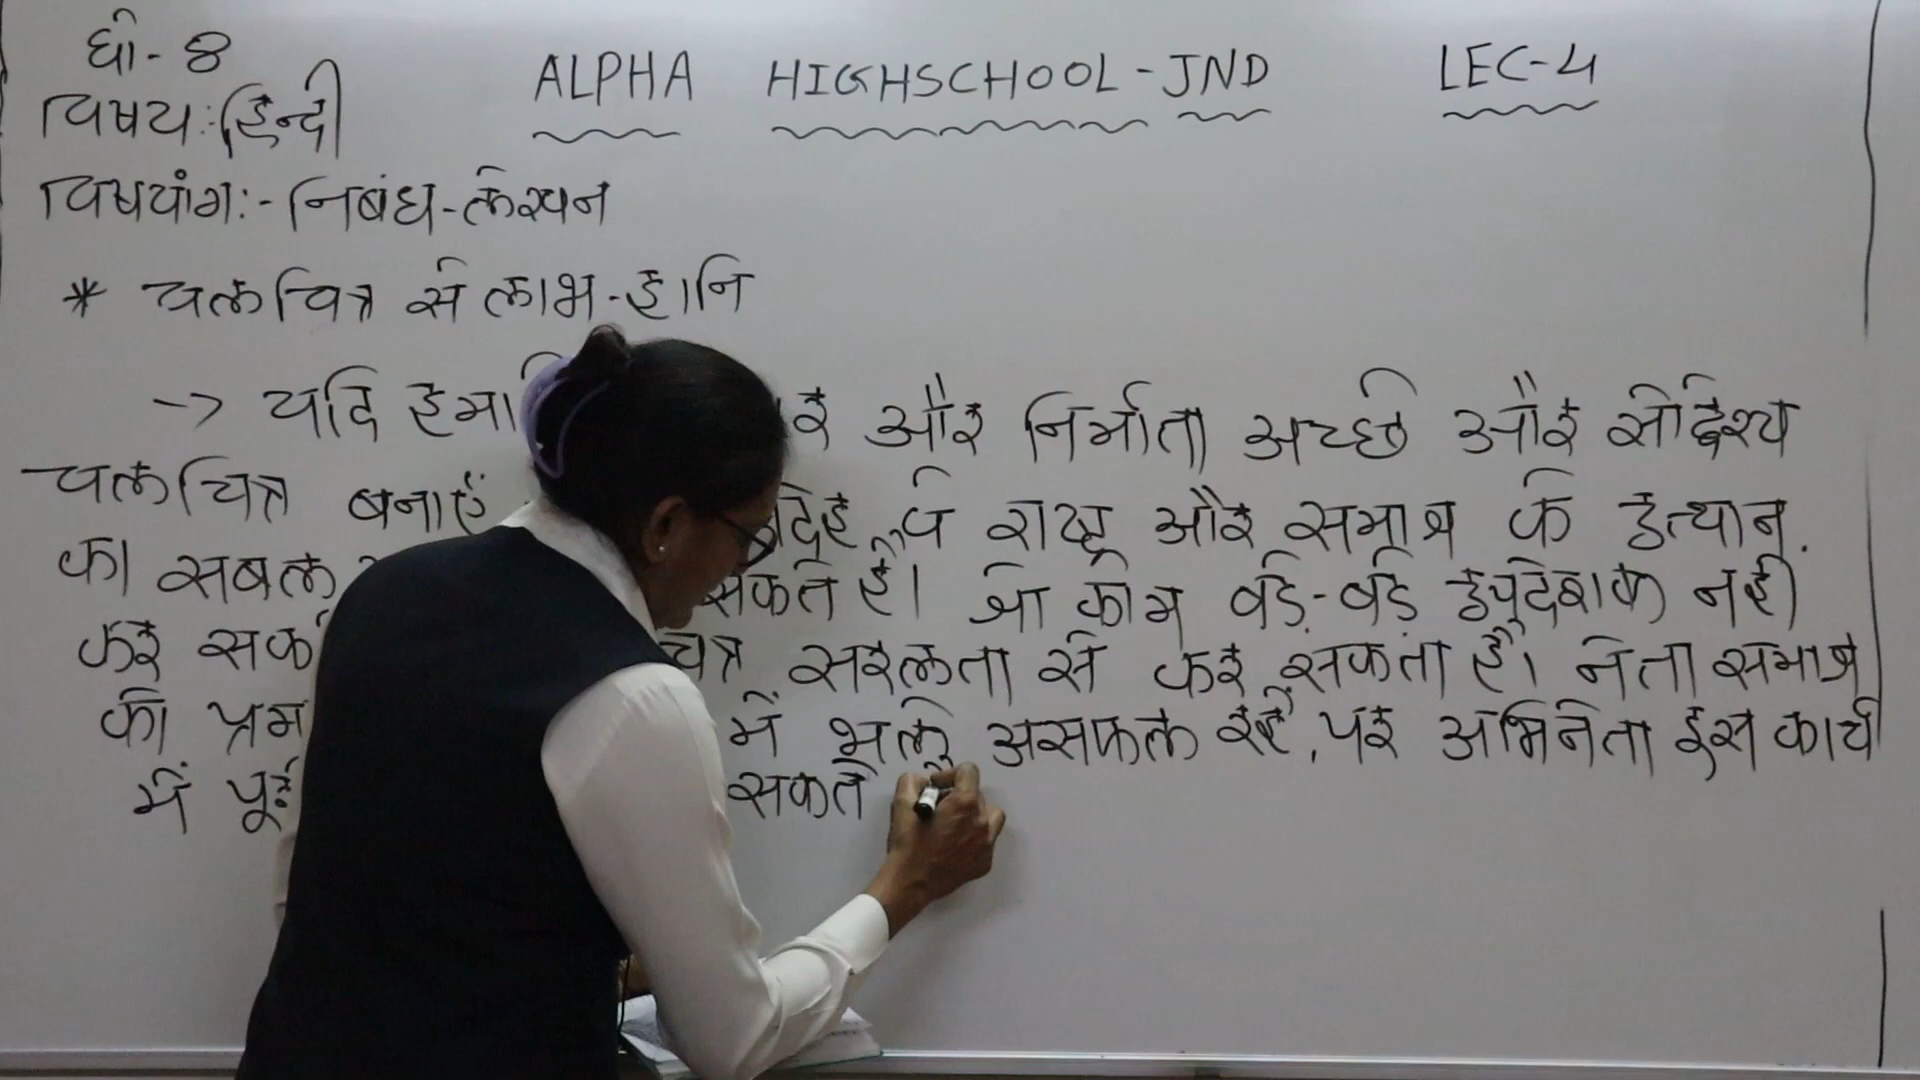 धो-8
ALPHA HIGHSCHOOL-JND
LEC-4
विषय:-हिन्दी
विषयांग:-निबंध-लेखन
* चलचित्र से लाभ-हानि
→ यदि और निर्माता अच्छे और सोद्देश्य
चलचित्र बनाएँ वे राष्ट्र और समाज के उत्थान
का सबल सकते हैं। जो काम बड़े-बड़े उपदेशक नहीं
कर सरलता से कर सकता है। नेता समाज
को में भले असफल रहें, पर अभिनेता इस कार्य
में सकते